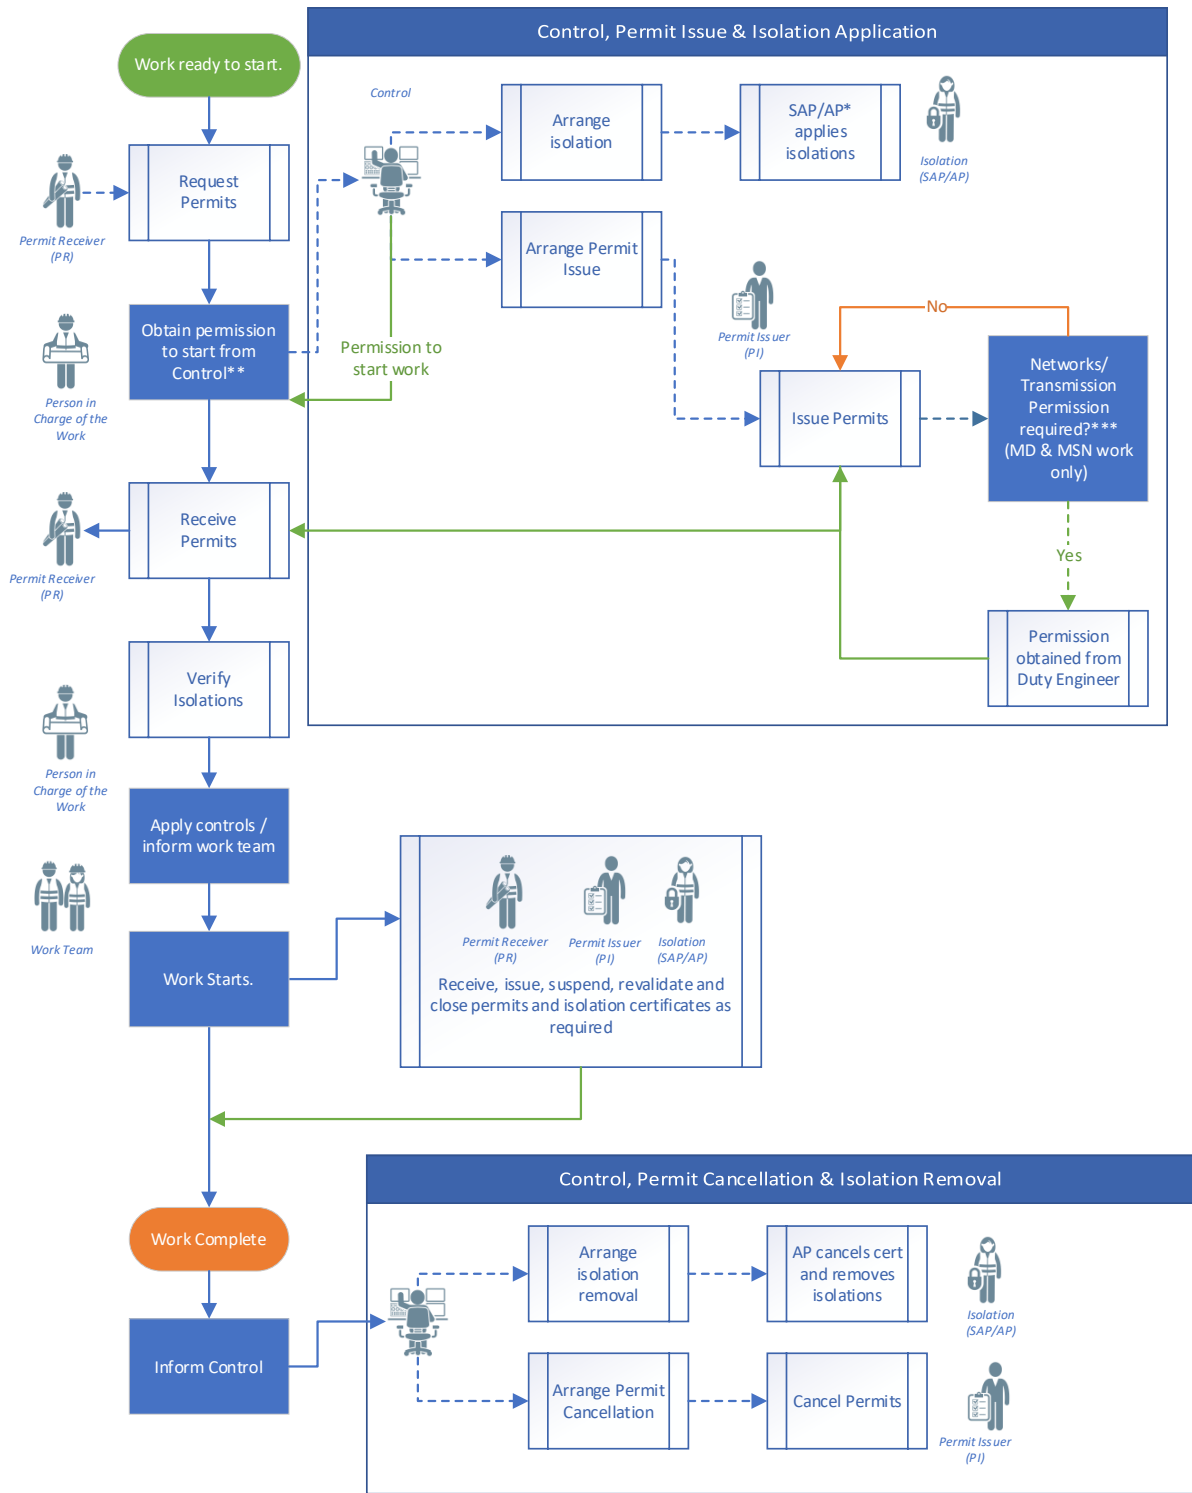 Control, Permit Issue & Isolation Application
Work ready to start.
Control
Arrange
isolation
SAP/AP*
applies
isolations
Isolation
(SAP/AP)
Request
Permits
Permit Receiver
(PR)
Arrange Permit
Issue
Permit Issuer
(PI)
No
Obtain permission
to start from
Control**
Permission to
start work
Person in
Charge of the
Work
Issue Permits
Networks/
Transmission
Permission
required?***
(MD & MSN work
only)
Receive
Permits
Permit Receiver
(PR)
Yes
Permission
obtained from
Duty Engineer
Verify
Isolations
Person in
Charge of the
Work
Apply controls /
inform work team
Work Team
Permit Receiver
(PR)
Permit Issuer
(PI)
Isolation
(SAP/AP)
Work Starts.
Receive, issue, suspend, revalidate and
close permits and isolation certificates as
required
Control, Permit Cancellation & Isolation Removal
Work Complete
Arrange
isolation
removal
AP cancels cert
and removes
isolations
Isolation
(SAP/AP)
Inform Control
Arrange Permit
Cancellation
Cancel Permits
Permit Issuer
(PI)